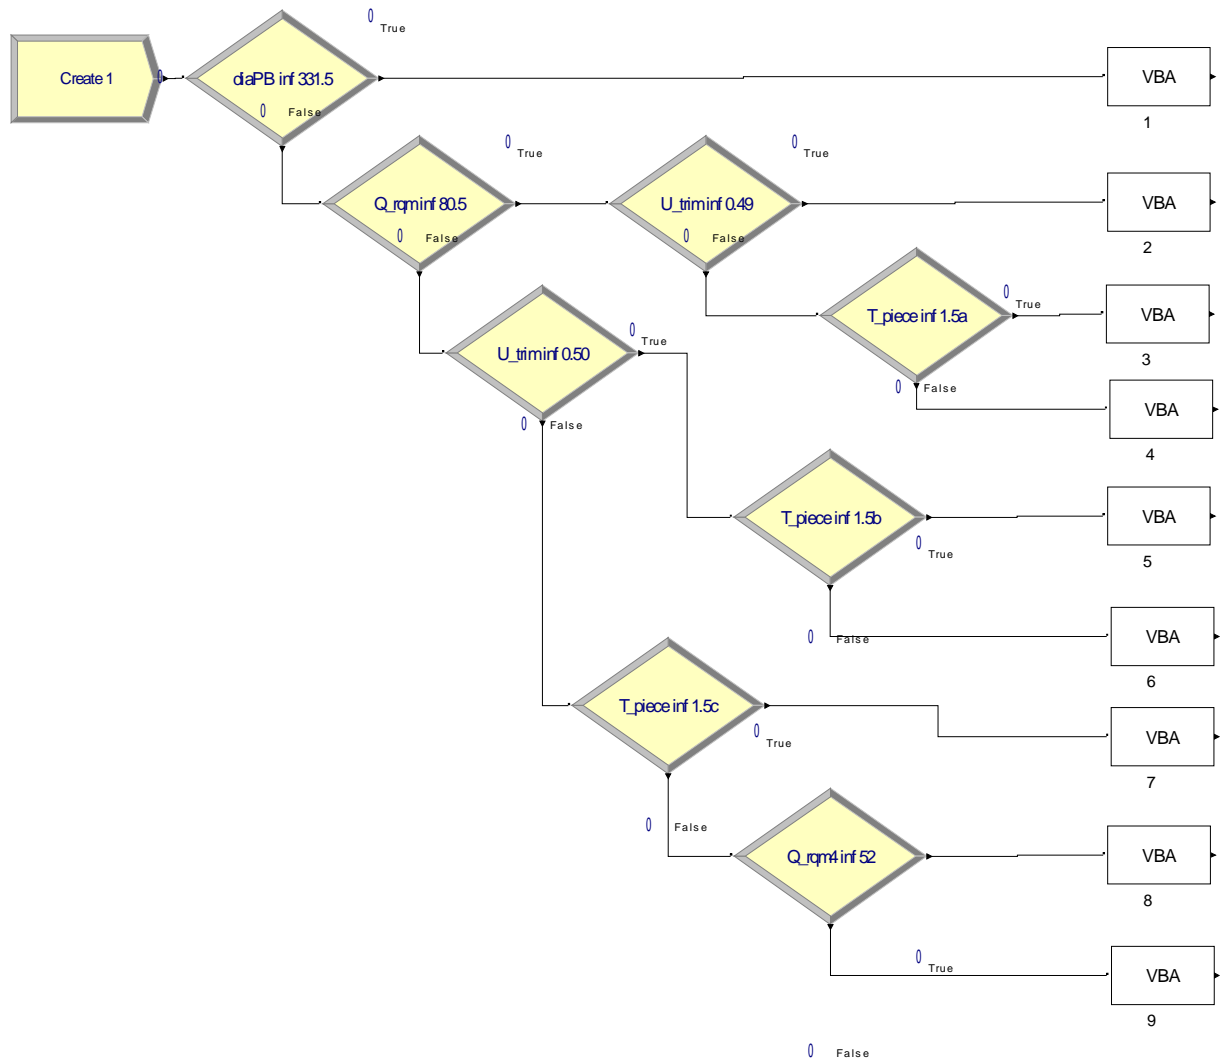 0
True
Create 1
0
diaPB inf 331.5
VBA
0
False
1
0
True
0
True
Q_rqm inf 80.5
U_trim inf 0.49
VBA
0
False
0
False
2
0
True
T_piece inf 1.5a
VBA
0
True
U_trim inf 0.50
3
0
False
VBA
0
False
4
T_piece inf 1.5b
VBA
0
True
5
0
False
VBA
6
T_piece inf 1.5c
0
True
VBA
7
0
False
Q_rqm4 inf 52
VBA
8
0
True
VBA
9
0
False